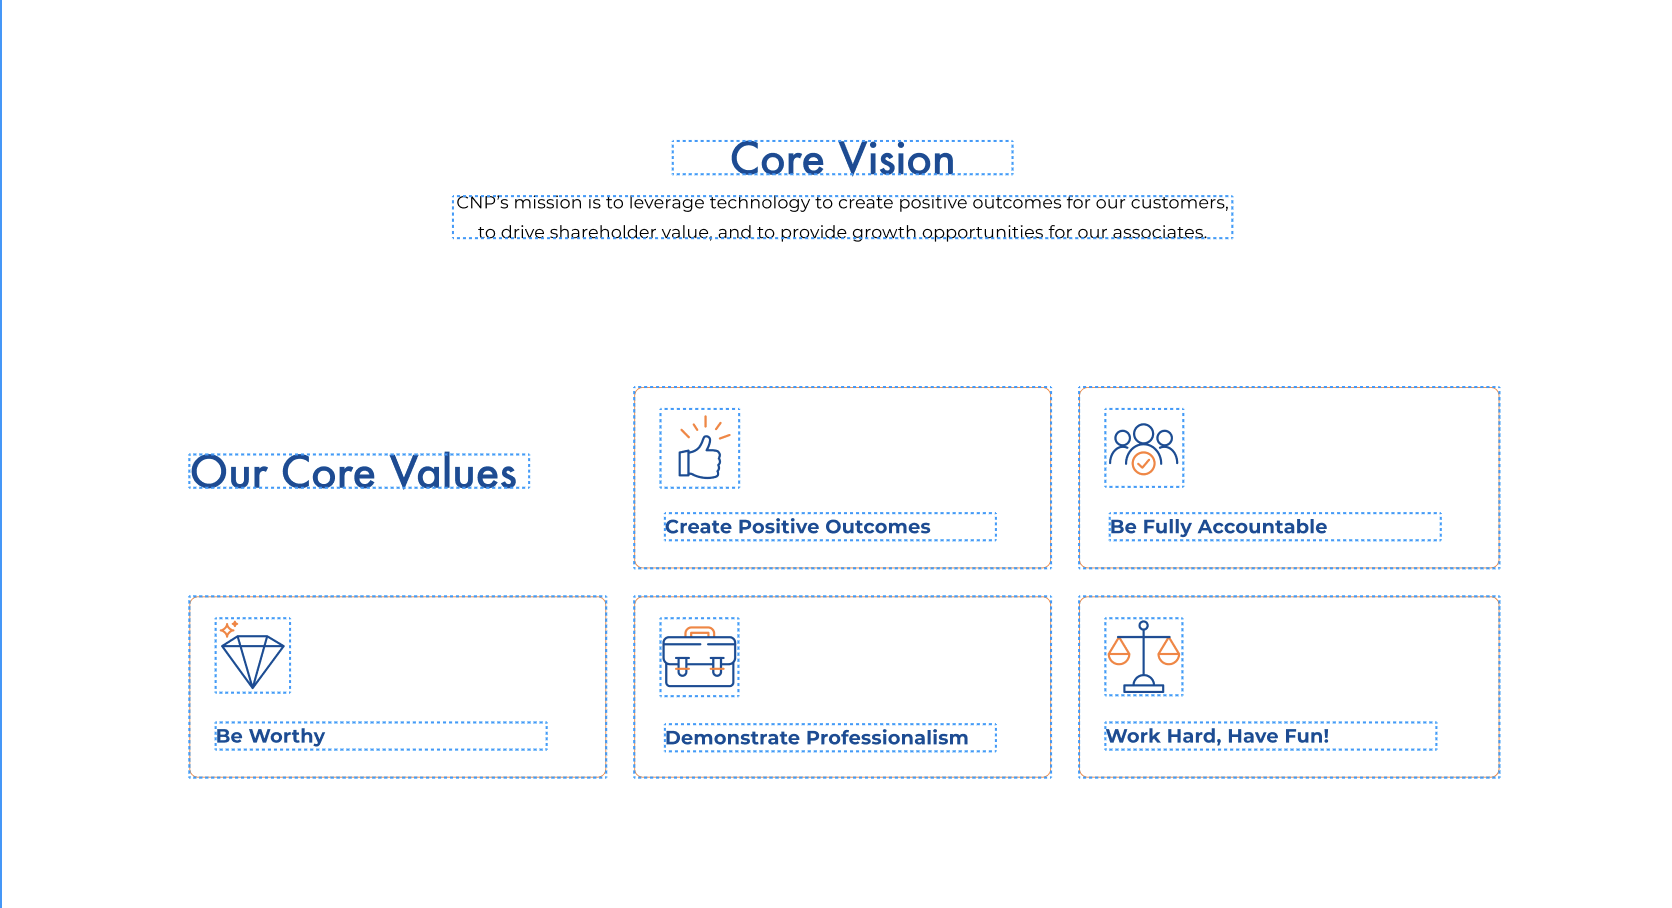 Core Vision
CNP's mission is to leverage technology to create positive outcomes for our customers,
to drive shareholder value, and to provide growth opportunities for our associates.
Our Core Values
Create Positive Outcomes
Be Fully Accountable
Be Worthy
Demonstrate Professionalism
Work Hard, Have Fun!